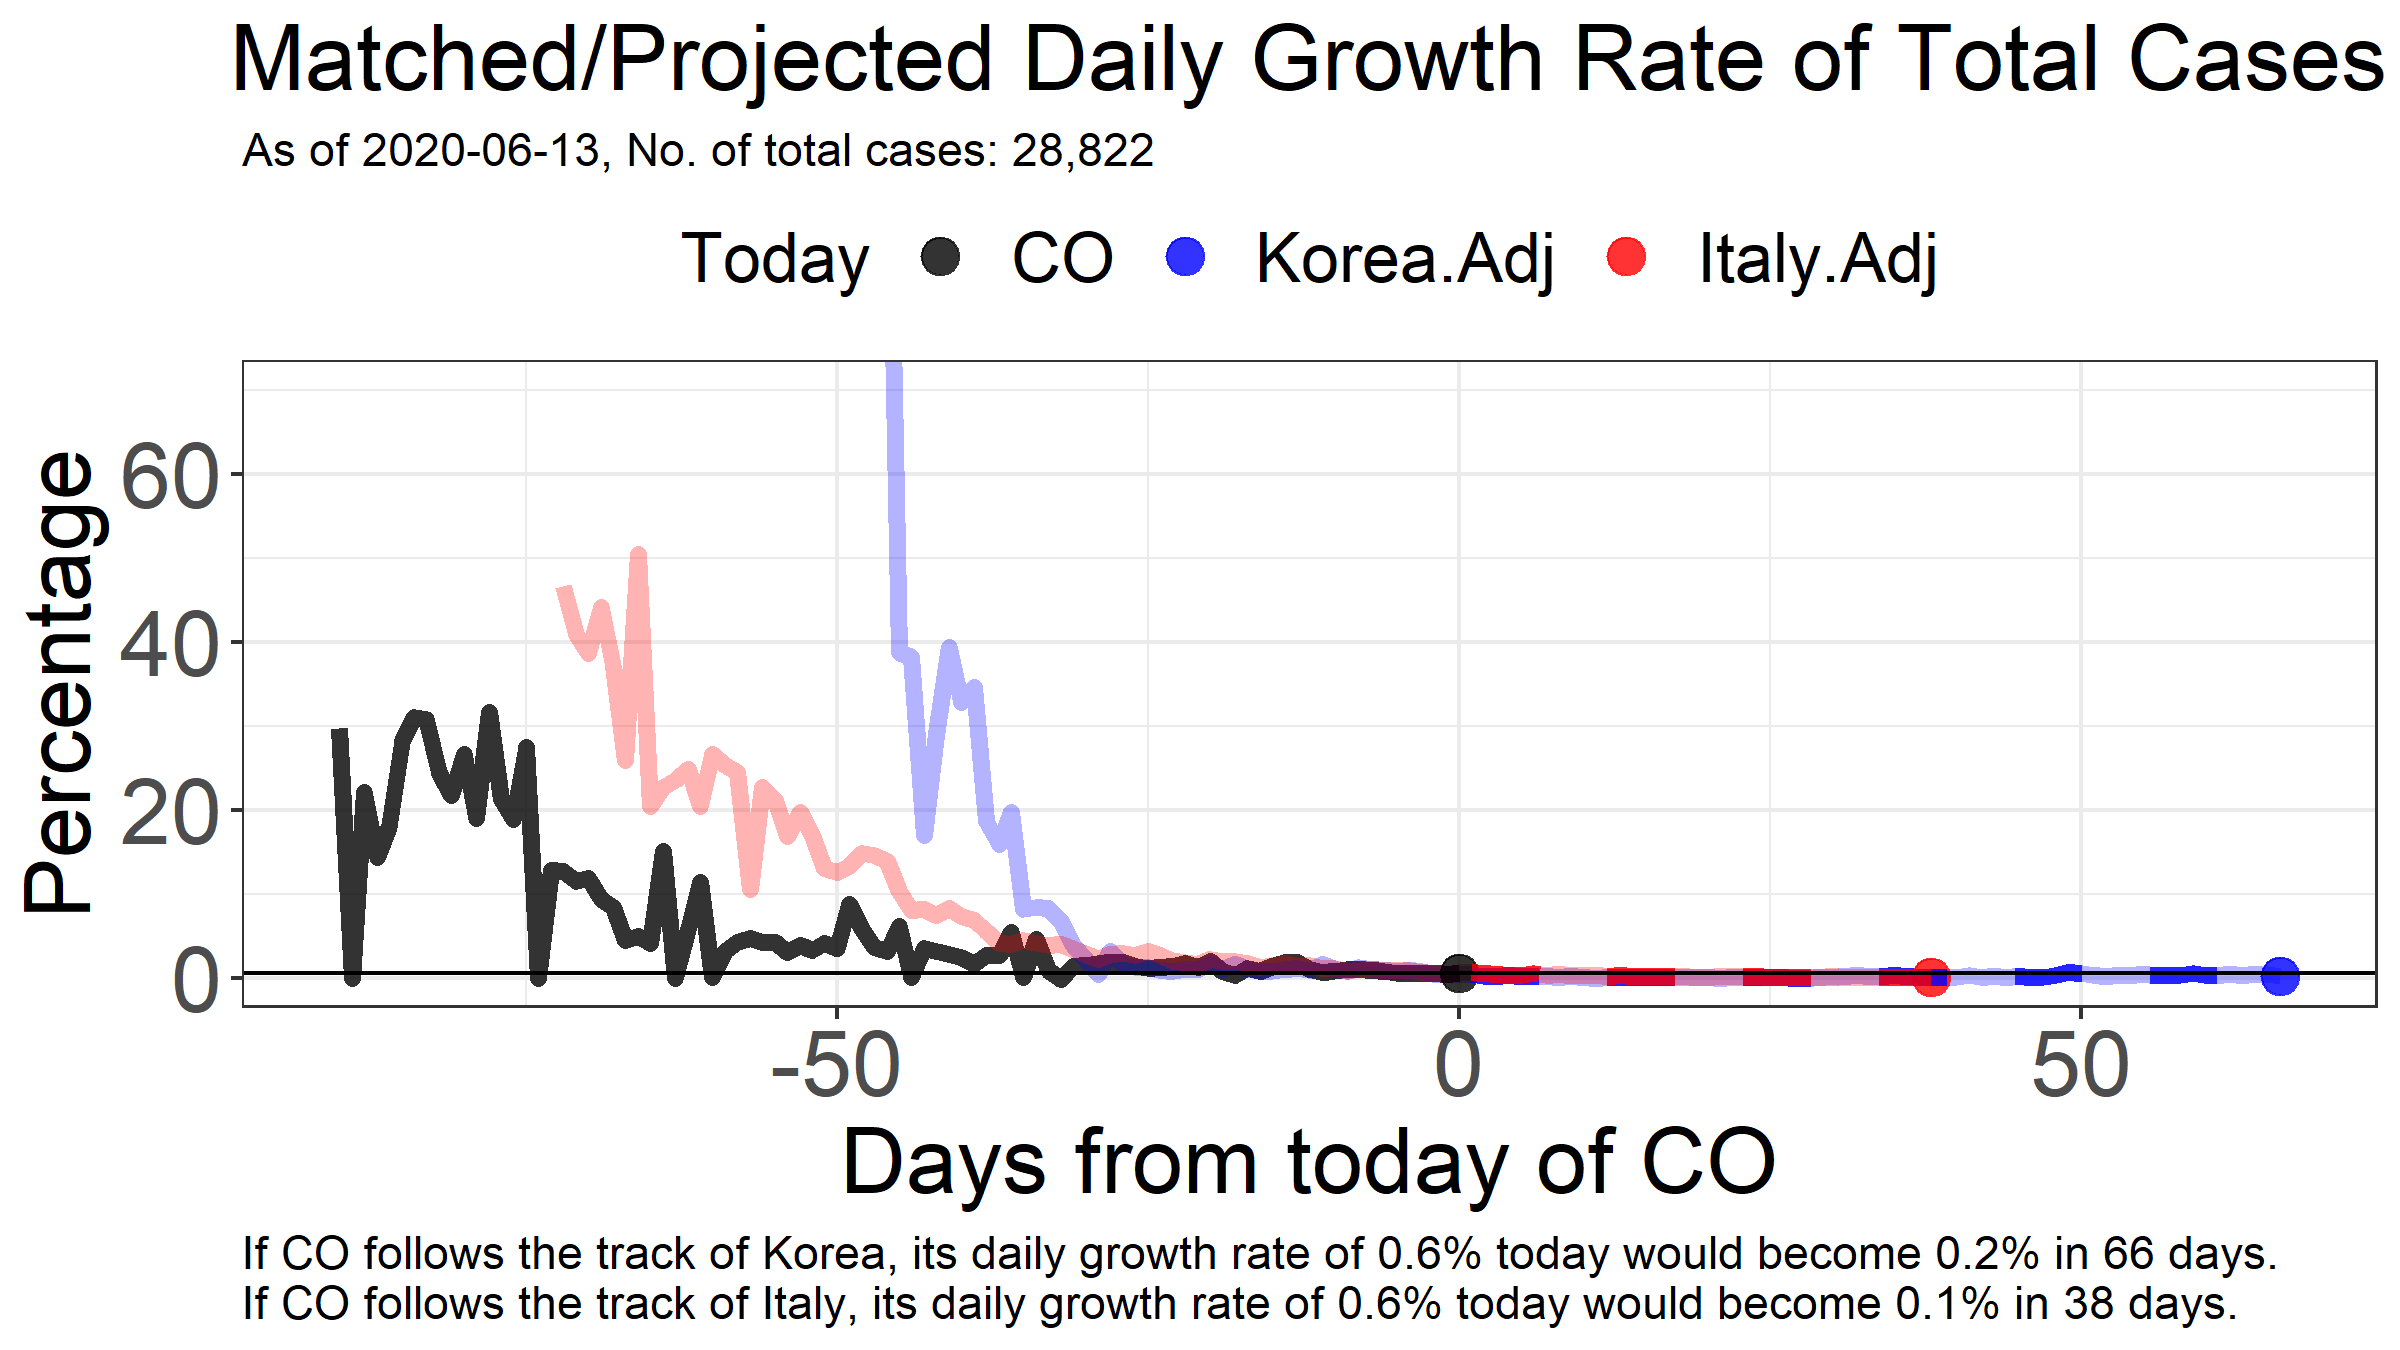 Matched/Projected Daily Growth Rate of Total Cases
As of 2020-06-13, No. of total cases: 28,822
Today CO Korea.Adj Italy.Adj
Percentage
60
40
20
0
-50 0 50
Days from today of CO
If CO follows the track of Korea, its daily growth rate of 0.6% today would become 0.2% in 66 days.
If CO follows the track of Italy, its daily growth rate of 0.6% today would become 0.1% in 38 days.